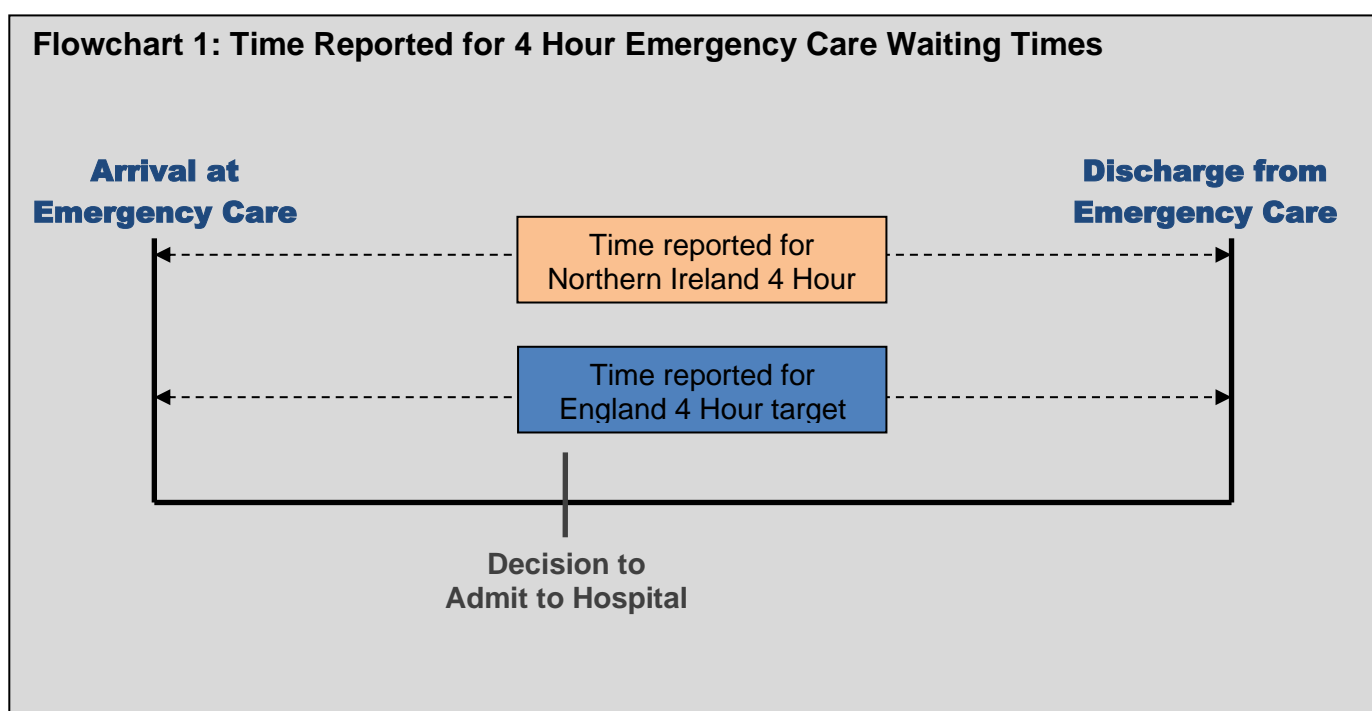 Flowchart 1: Time Reported for 4 Hour Emergency Care Waiting Times
Arrival at
Emergency Care
Discharge from
Emergency Care
Time reported for
Northern Ireland 4 Hour
Time reported for
England 4 Hour target
Decision to
Admit to Hospital